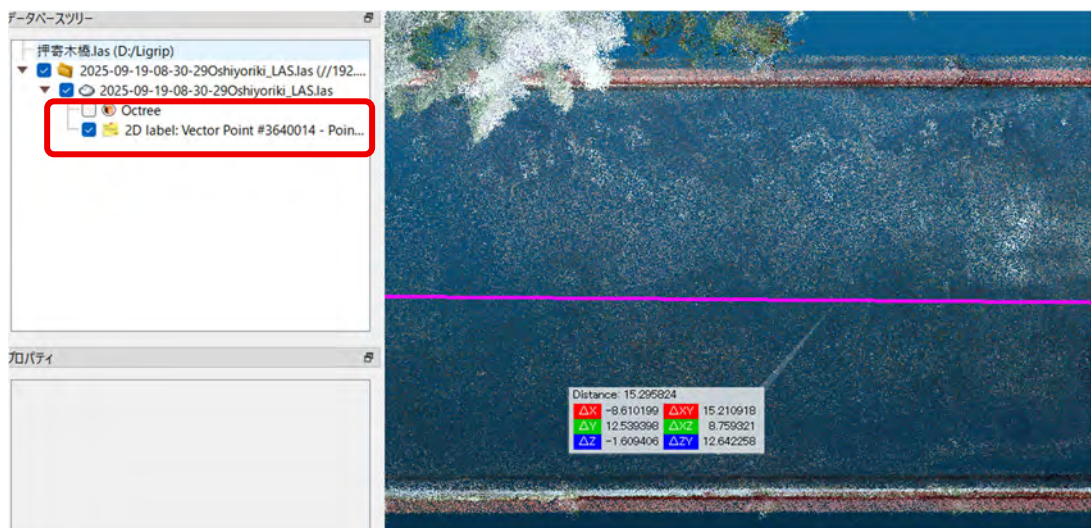 データベースツリー
押寄木橋.las (D:/Ligrip)
2025-09-19-08-30-29Oshiyoriki_LAS.las (//192....
2025-09-19-08-30-29Oshiyoriki_LAS.las
Octree
2D label: Vector Point #3640014 - Poin...
プロパティ
Distance: 15.295824
ΔX -8.610199 ΔXY 15.210918
ΔY 12.539398 ΔXZ 8.759321
ΔZ -1.609406 ΔZY 12.642258